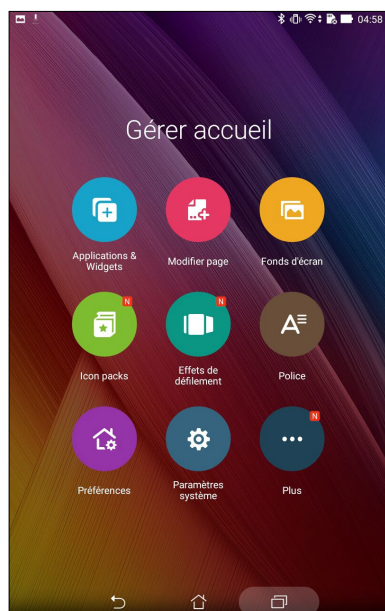 04:58
Gérer accueil
Applications &
Widgets
Modifier page
Fonds d'écran
N
Icon packs
N
Effets de
défilement
A
Police
Préférences
Paramètres
système
N
Plus